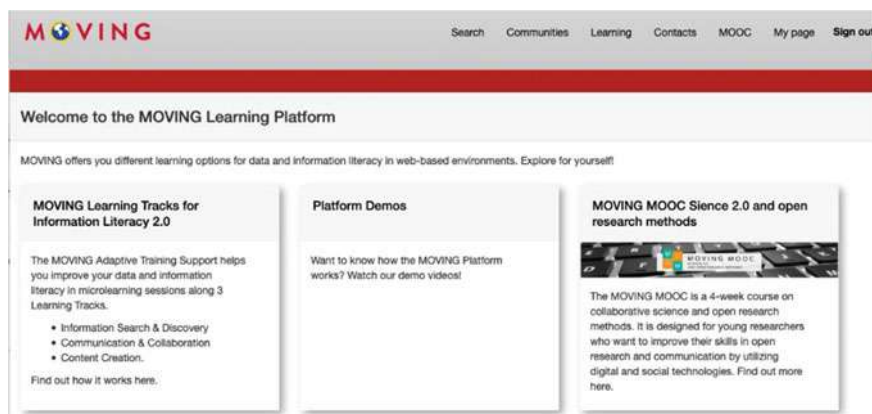 MOVING
Search Communities Learning Contacts MOOC My page Sign out
Welcome to the MOVING Learning Platform
MOVING offers you different learning options for data and information literacy in web-based environments. Explore for yourself!
MOVING Learning Tracks for
Information Literacy 2.0
The MOVING Adaptive Training Support helps
you improve your data and information
literacy in microlearning sessions along 3
Learning Tracks.
• Information Search & Discovery
• Communication & Collaboration
• Content Creation.
Find out how it works here.
Platform Demos
Want to know how the MOVING Platform
works? Watch our demo videos!
MOVING MOOC Sience 2.0 and open
research methods
MOVING MOOC
The MOVING MOOC is a 4-week course on
collaborative science and open research
methods. It is designed for young researchers
who want to improve their skills in open
research and communication by utilizing
digital and social technologies. Find out more
here.